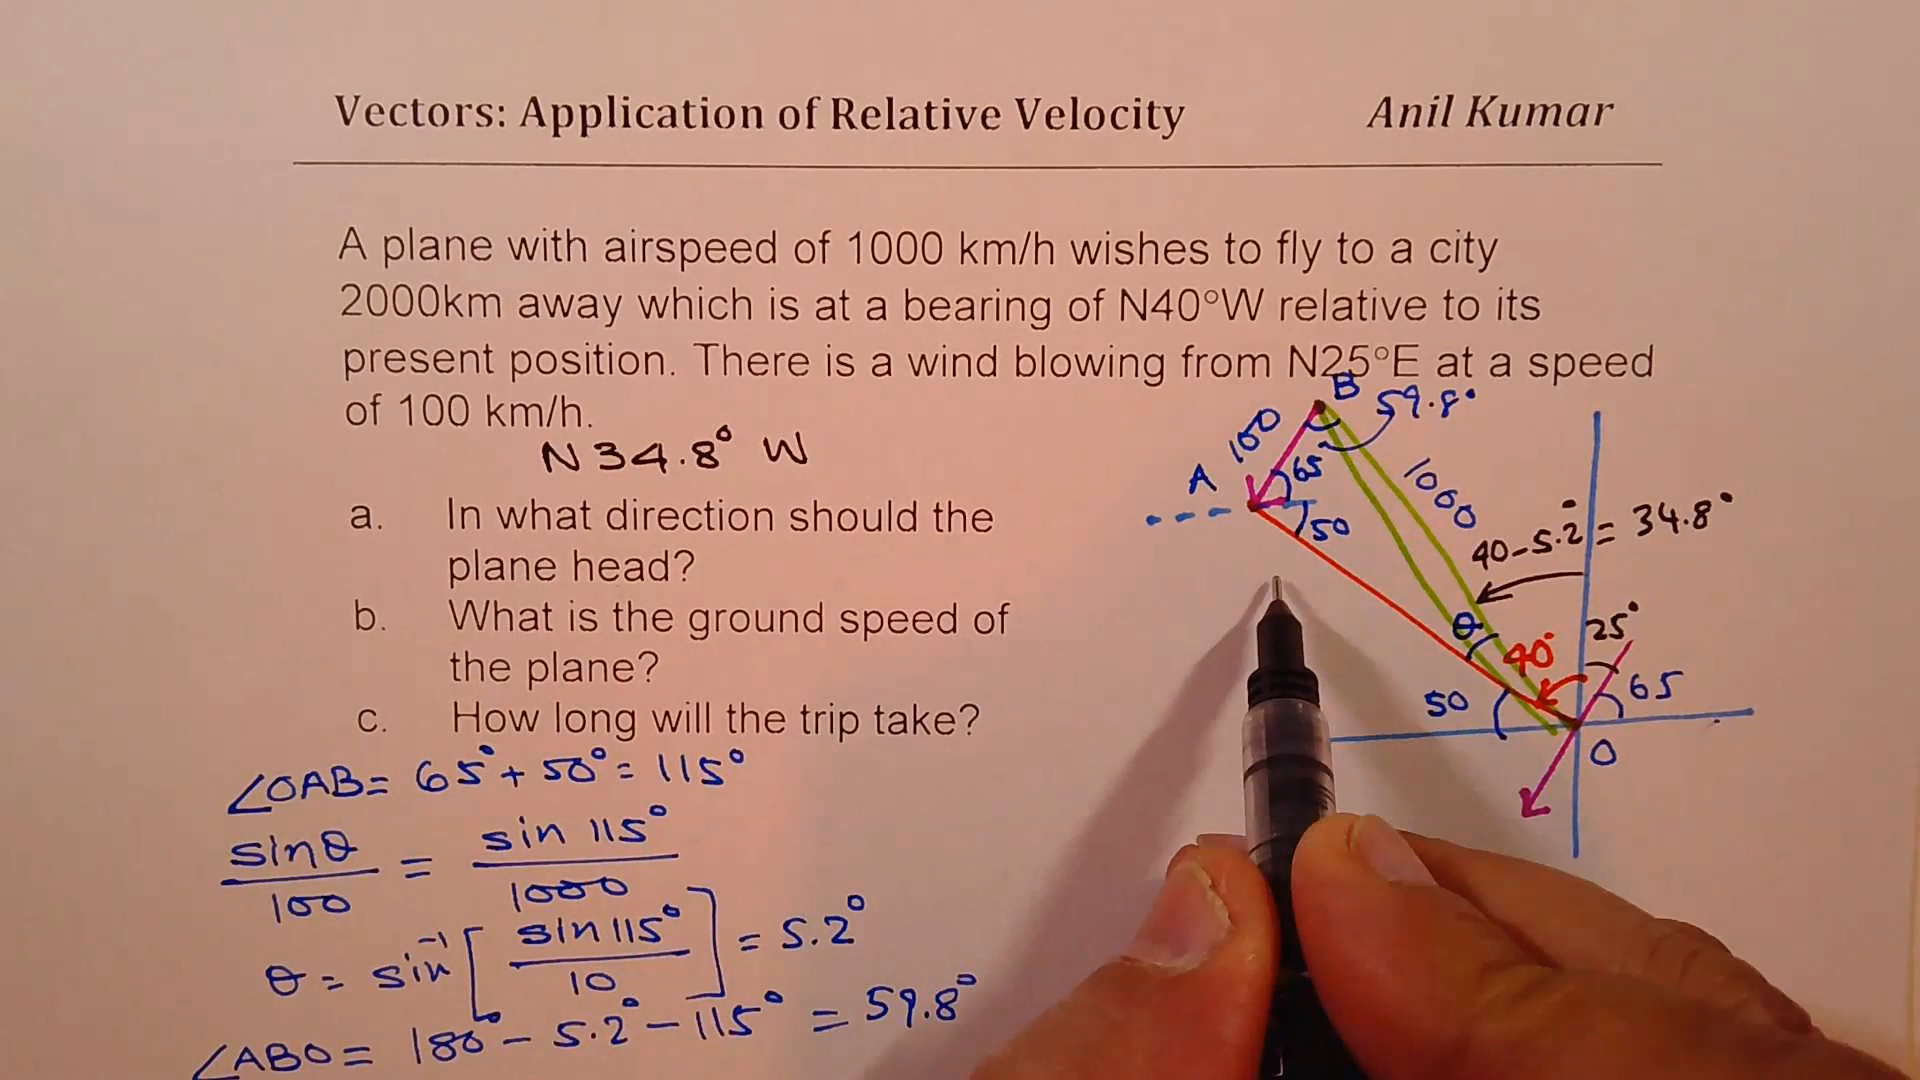 Vectors: Application of Relative Velocity Anil Kumar
A plane with airspeed of 1000 km/h wishes to fly to a city
2000km away which is at a bearing of N40°W relative to its
present position. There is a wind blowing from N25°E at a speed
of 100 km/h.
N 34.8° W
a. In what direction should the
plane head?
b. What is the ground speed of
the plane?
c. How long will the trip take?
∠OAB = 65° + 50° = 115°
sinθ/100 = sin 115°/1000
θ = sin⁻¹[sin 115°/10] = 5.2°
∠ABO = 180° - 5.2° - 115° = 59.8°
B
59.8°
100
A
65
1000
50
40-5.2° = 34.8°
θ
40°
25°
50
65
O